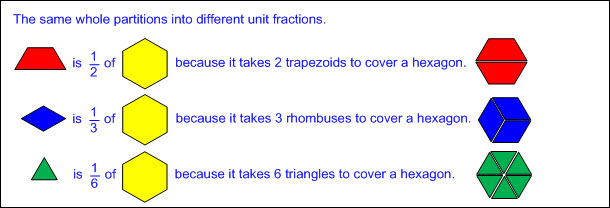 The same whole partitions into different unit fractions.
is 1/2 of because it takes 2 trapezoids to cover a hexagon.
is 1/3 of because it takes 3 rhombuses to cover a hexagon.
is 1/6 of because it takes 6 triangles to cover a hexagon.